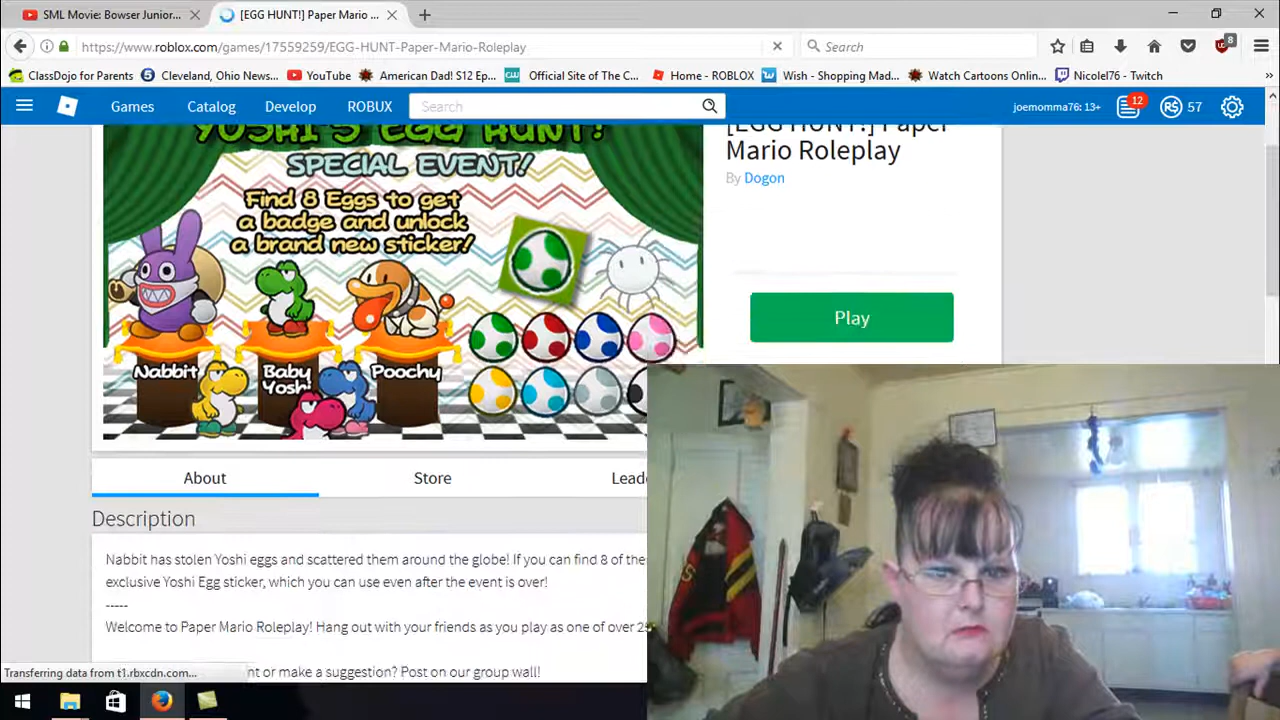 SML Movie: Bowser Junior...
[EGG HUNT!] Paper Mario ...
https://www.roblox.com/games/17559259/EGG-HUNT-Paper-Mario-Roleplay
Search
8
ClassDojo for Parents
Cleveland, Ohio News...
YouTube
American Dad! S12 Ep...
Official Site of The C...
Home - ROBLOX
Wish - Shopping Mad...
Watch Cartoons Onlin...
Nicolel76 - Twitch
Games
Catalog
Develop
ROBUX
Search
joemomma76: 13+
12
R$ 57
YOSHI'S EGG HUNT!
SPECIAL EVENT!
Find 8 Eggs to get
a badge and unlock
a brand new sticker!
Nabbit
Baby
Yoshi
Poochy
[EGG HUNT!] Paper
Mario Roleplay
By Dogon
Play
About
Store
Lead
Description
Nabbit has stolen Yoshi eggs and scattered them around the globe! If you can find 8 of the
exclusive Yoshi Egg sticker, which you can use even after the event is over!
-----
Welcome to Paper Mario Roleplay! Hang out with your friends as you play as one of over 25
nt or make a suggestion? Post on our group wall!
Transferring data from t1.rbxcdn.com...